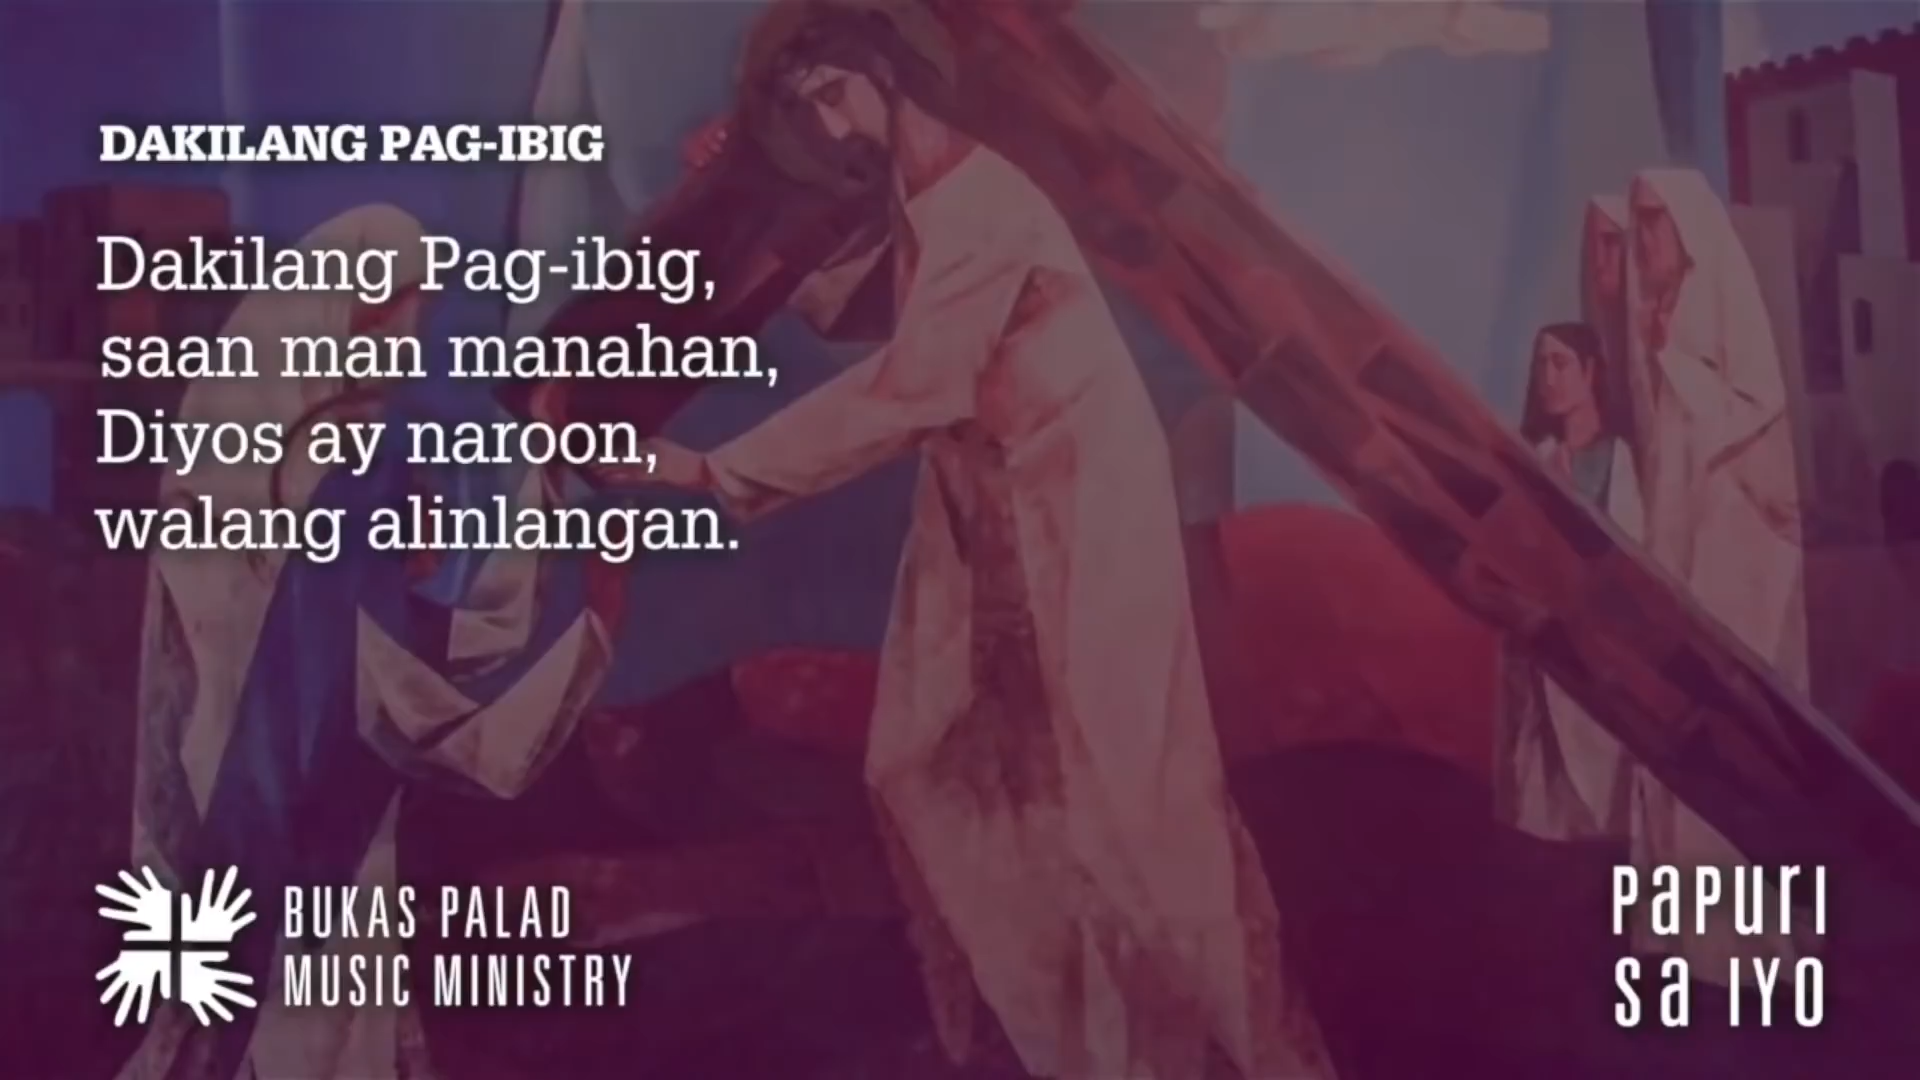 DAKILANG PAG-IBIG
Dakilang Pag-ibig,
saan man manahan,
Diyos ay naroon,
walang alinlangan.
BUKAS PALAD
MUSIC MINISTRY
PaPurI
sa IYO